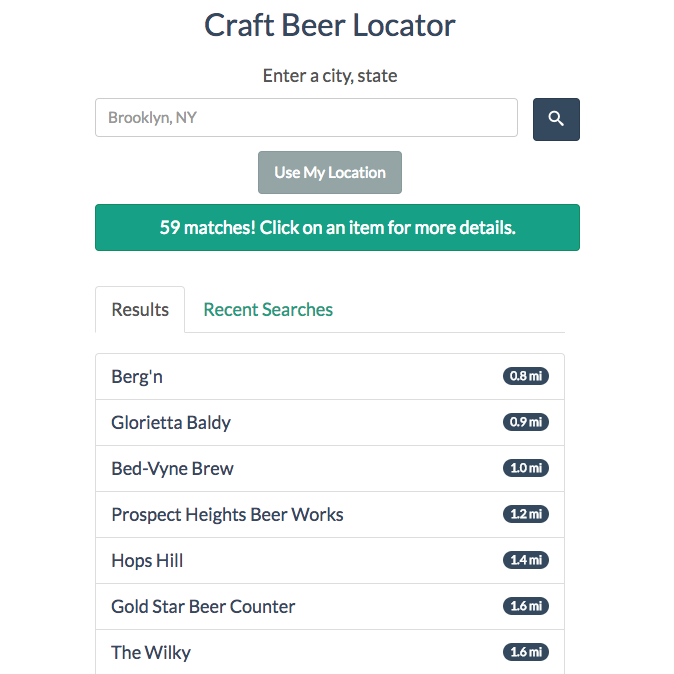 Craft Beer Locator
Enter a city, state
Brooklyn, NY
Use My Location
59 matches! Click on an item for more details.
Results Recent Searches
Berg'n 0.8 mi
Glorietta Baldy 0.9 mi
Bed-Vyne Brew 1.0 mi
Prospect Heights Beer Works 1.2 mi
Hops Hill 1.4 mi
Gold Star Beer Counter 1.6 mi
The Wilky 1.6 mi